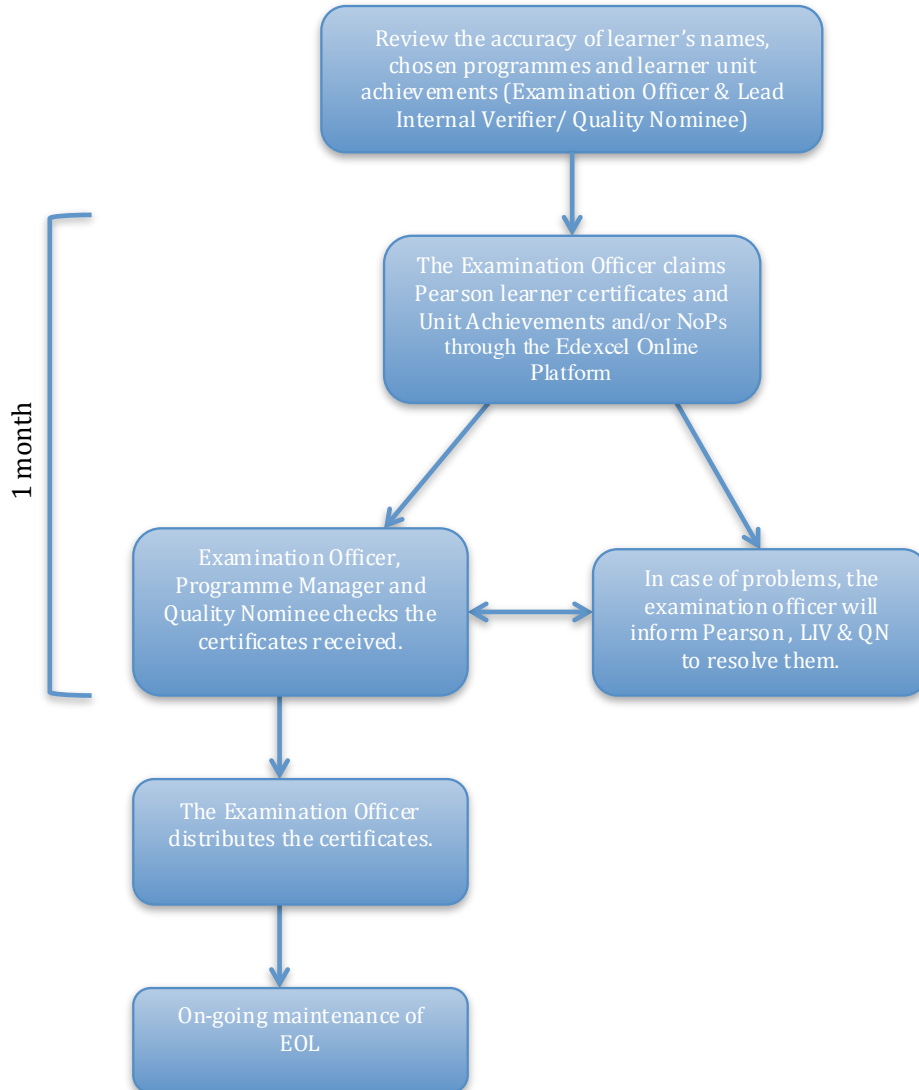 Review the accuracy of learner's names,
chosen programmes and learner unit
achievements (Examination Officer & Lead
Internal Verifier/ Quality Nominee)
1 month
The Examination Officer claims
Pearson learner certificates and
Unit Achievements and/or NoPs
through the Edexcel Online
Platform
Examination Officer,
Programme Manager and
Quality Nomineechecks the
certificates received.
In case of problems, the
examination officer will
inform Pearson , LIV & QN
to resolve them.
The Examination Officer
distributes the certificates.
On-going maintenance of
EOL